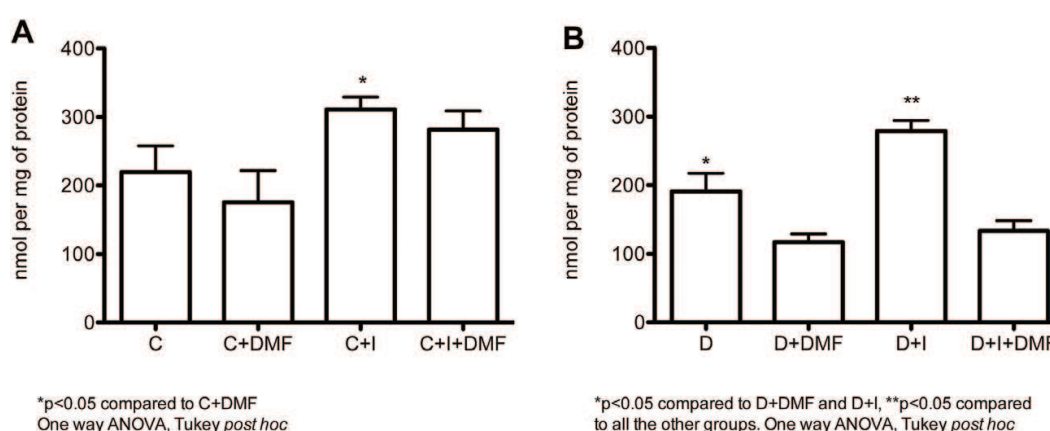 A
nmol per mg of protein
400
300
200
100
0
*
C
C+DMF
C+I
C+I+DMF
*p<0.05 compared to C+DMF
One way ANOVA, Tukey post hoc
B
nmol per mg of protein
400
300
200
100
0
*
**
D
D+DMF
D+I
D+I+DMF
*p<0.05 compared to D+DMF and D+I, **p<0.05 compared
to all the other groups. One way ANOVA, Tukey post hoc